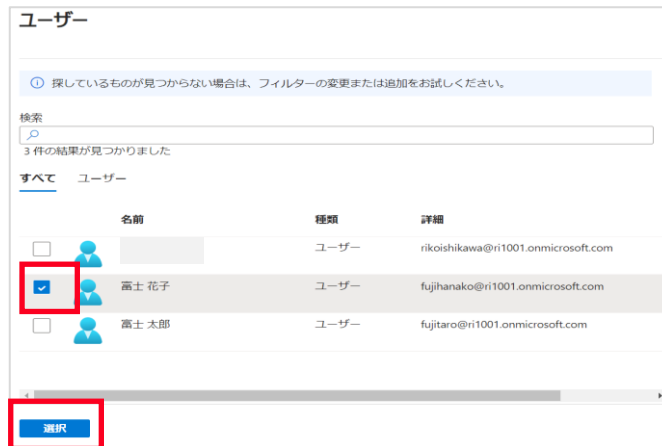 ユーザー
探しているものが見つからない場合は、フィルターの変更または追加をお試しください。
検索
3 件の結果が見つかりました
すべて ユーザー
名前 種類 詳細
ユーザー rikoishikawa@ri1001.onmicrosoft.com
富士 花子 ユーザー fujihanako@ri1001.onmicrosoft.com
富士 太郎 ユーザー fujitaro@ri1001.onmicrosoft.com
選択